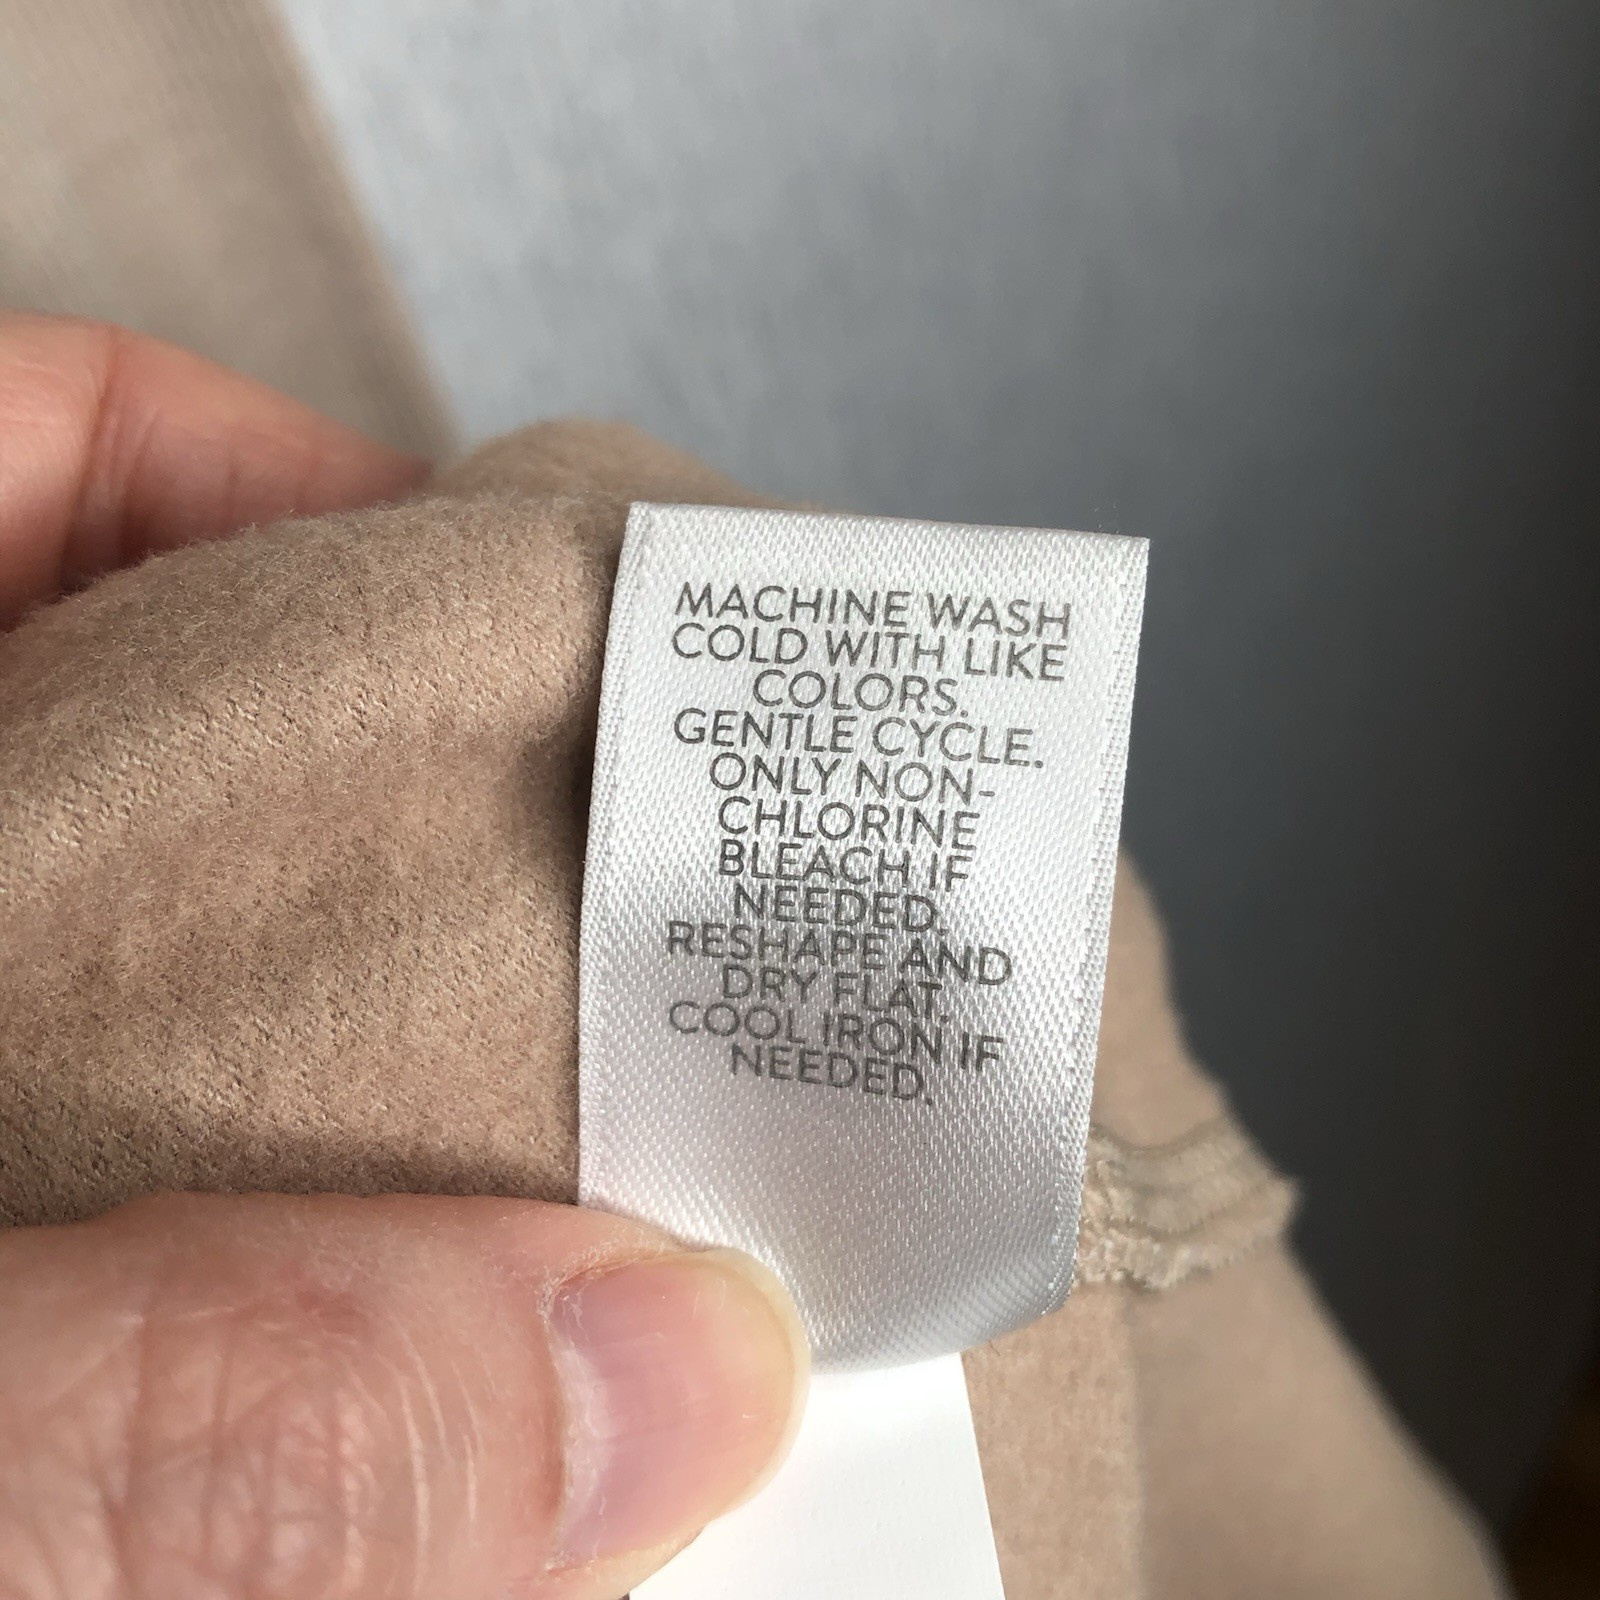 MACHINE WASH
COLD WITH LIKE
COLORS.
GENTLE CYCLE.
ONLY NON-
CHLORINE
BLEACH IF
NEEDED.
RESHAPE AND
DRY FLAT.
COOL IRON IF
NEEDED.